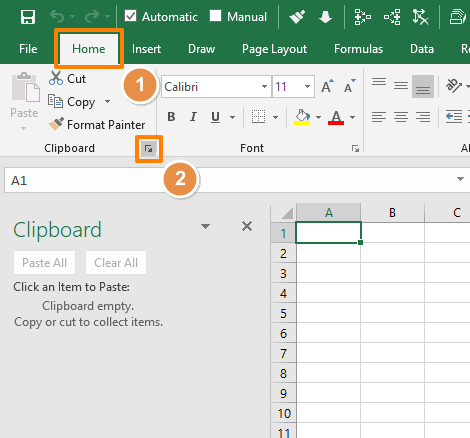 Automatic Manual
File Home Insert Draw Page Layout Formulas Data
Cut
Calibri 11 A A
Paste
Copy
1
B I U A
Format Painter
Clipboard Font
2
A1
Clipboard
A B C
Paste All Clear All
Click an Item to Paste:
Clipboard empty.
Copy or cut to collect items.
1
2
3
4
5
6
7
8
9
10
11